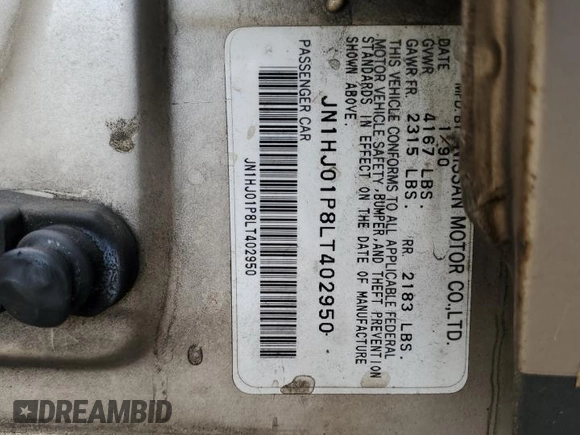 MFD. BY NISSAN MOTOR CO.,LTD.
DATE 1/90
GVWR 4167 LBS.
GAWR FR. 2315 LBS. RR 2183 LBS.
THIS VEHICLE CONFORMS TO ALL APPLICABLE FEDERAL
MOTOR VEHICLE SAFETY,BUMPER,AND THEFT PREVENTION
STANDARDS IN EFFECT ON THE DATE OF MANUFACTURE
SHOWN ABOVE.
JN1HJ01P8LT402950
PASSENGER CAR
JN1HJ01P8LT402950
DREAMBID